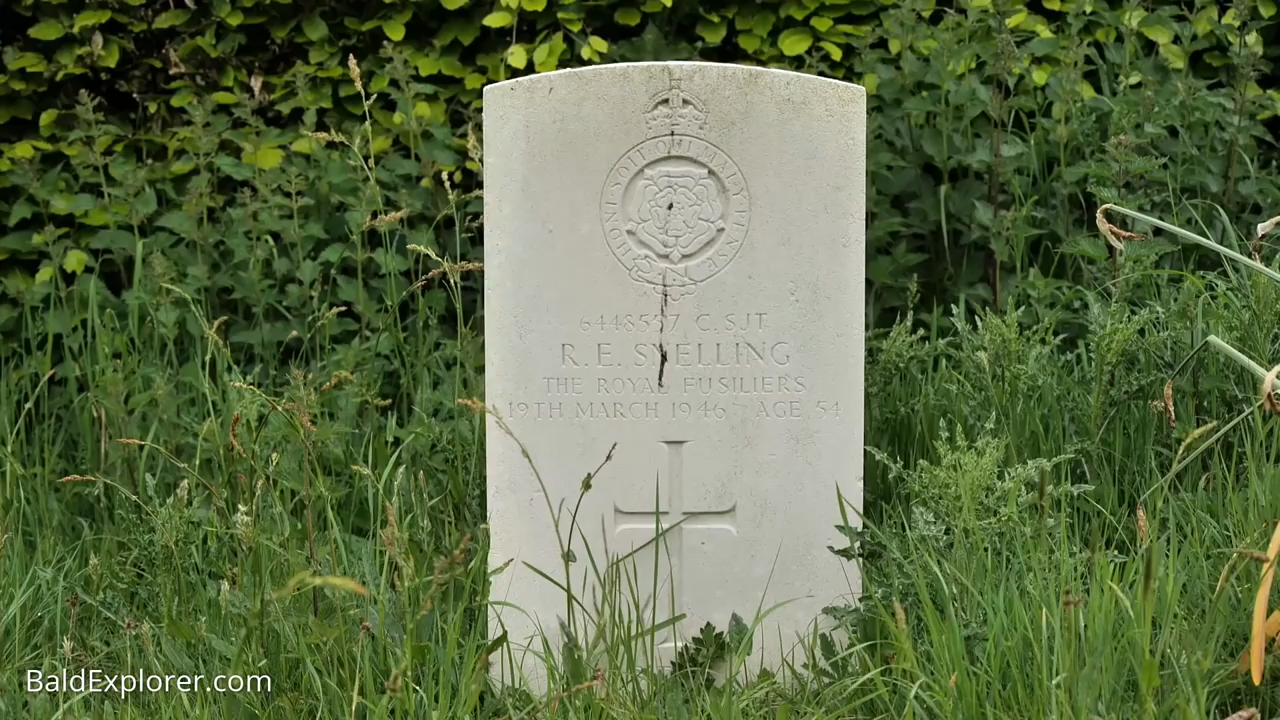 HONI·SOIT·QUI·MAL·Y·PENSE
6448557 C. SJT
R. E. SNELLING
THE ROYAL FUSILIERS
19TH MARCH 1946 AGE 54
BaldExplorer.com